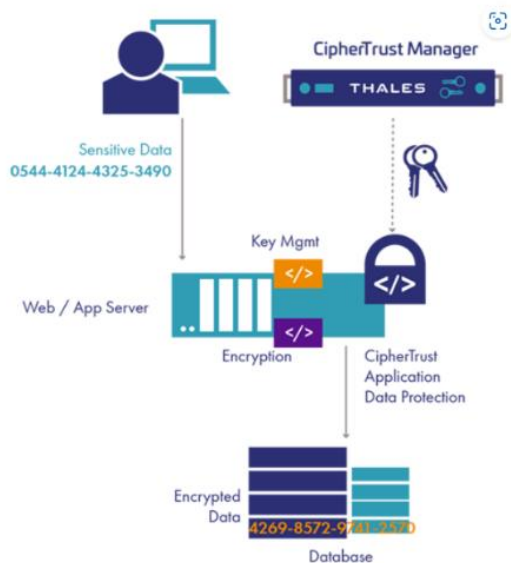 CipherTrust Manager
THALES
Sensitive Data
0544-4124-4325-3490
Key Mgmt
</>
</>
Web / App Server
</>
Encryption
CipherTrust
Application
Data Protection
Encrypted
Data
4269-8572-9741-2570
Database